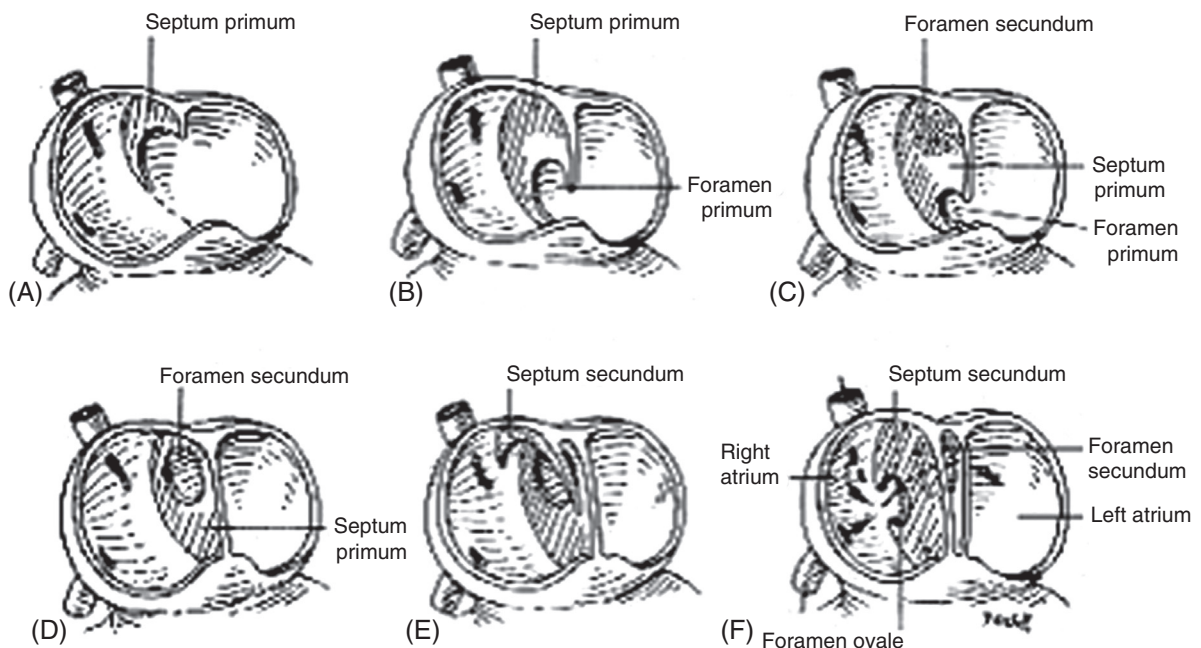 Septum primum
Septum primum
Foramen secundum
Foramen
primum
Septum
primum
Foramen
primum
(A)
(B)
(C)
Foramen secundum
Septum secundum
Septum secundum
Right
atrium
Foramen
secundum
Left atrium
Septum
primum
(D)
(E)
(F)
Foramen ovale